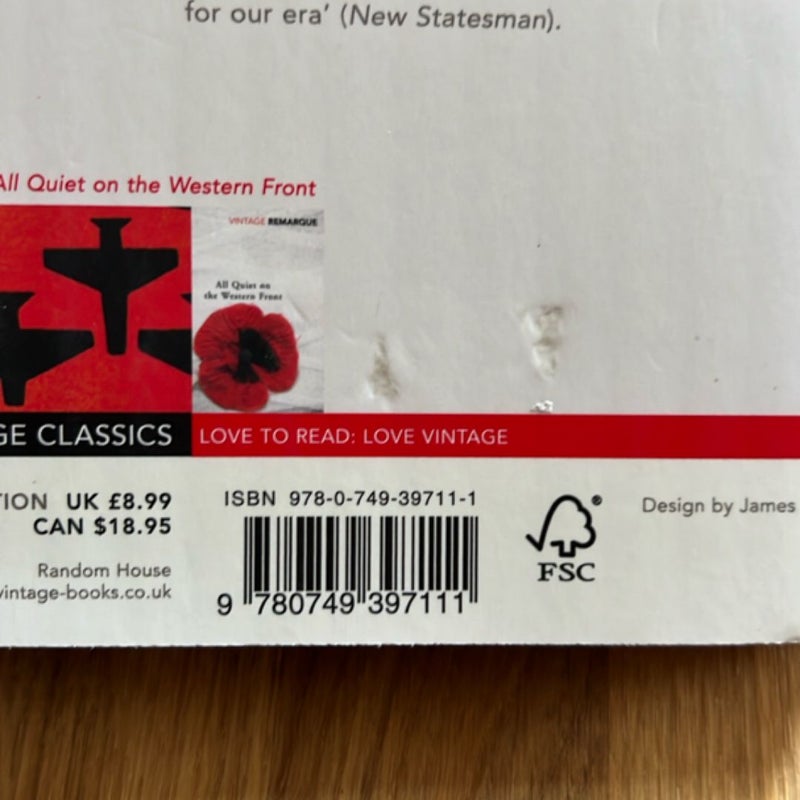 for our era' (New Statesman).
All Quiet on the Western Front
VINTAGE REMARQUE
All Quiet on
the Western Front
GE CLASSICS
LOVE TO READ: LOVE VINTAGE
TION UK £8.99
CAN $18.95
Random House
vintage-books.co.uk
ISBN 978-0-749-39711-1
9 780749 397111
®
FSC
Design by James